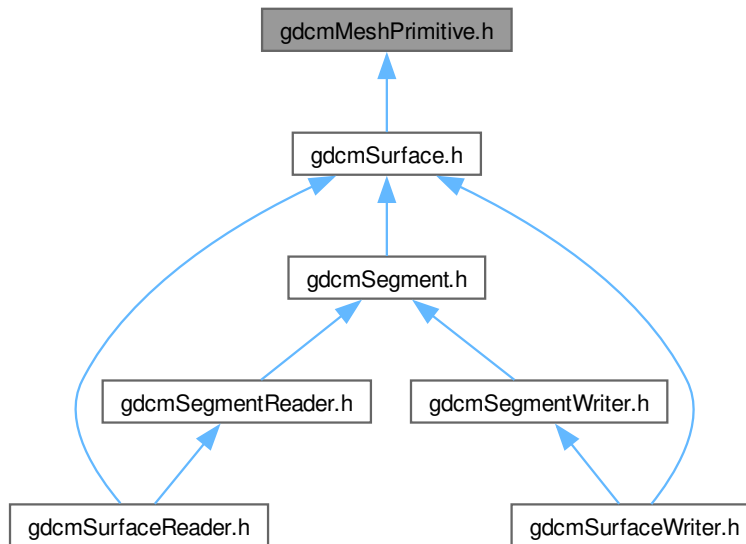 gdcmMeshPrimitive.h
gdcmSurface.h
gdcmSegment.h
gdcmSegmentReader.h
gdcmSegmentWriter.h
gdcmSurfaceReader.h
gdcmSurfaceWriter.h